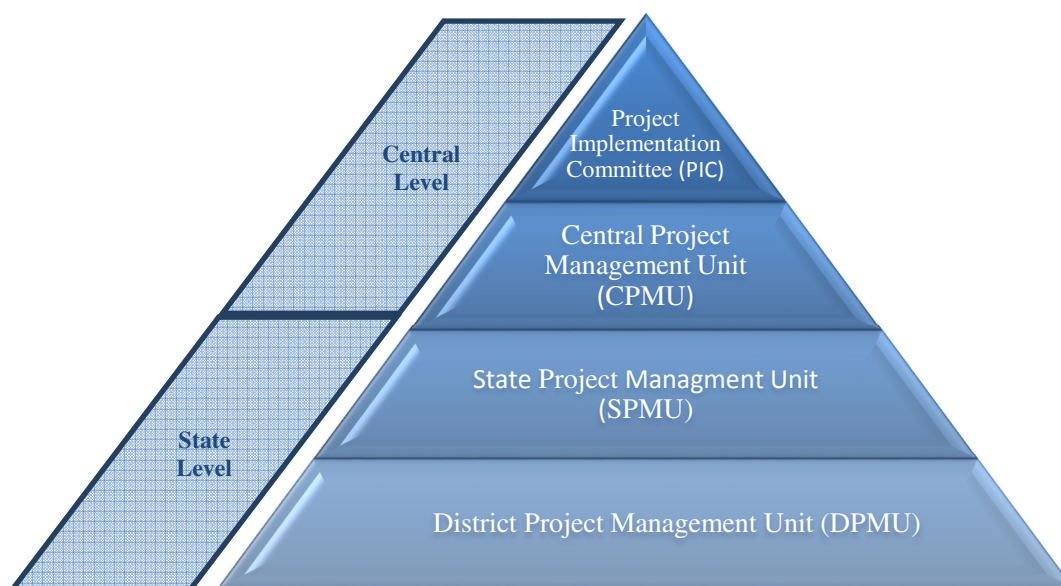 Central
Level
State
Level
Project
Implementation
Committee (PIC)
Central Project
Management Unit
(CPMU)
State Project Managment Unit
(SPMU)
District Project Management Unit (DPMU)